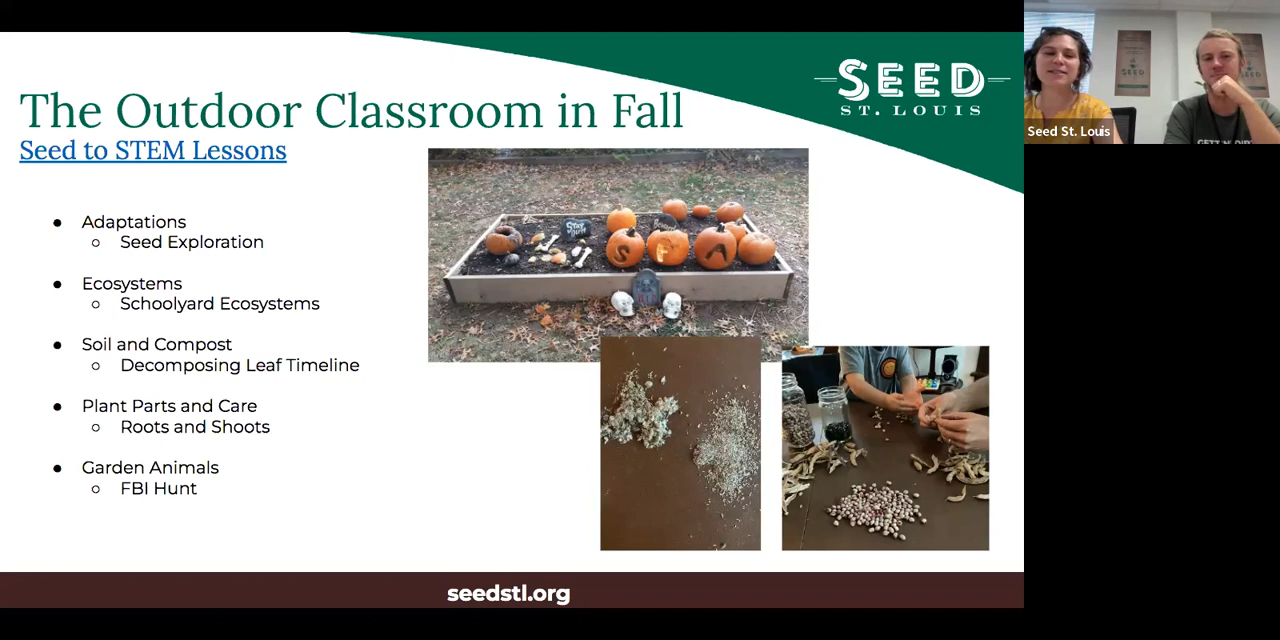 The Outdoor Classroom in Fall
Seed to STEM Lessons
SEED
ST. LOUIS
Seed St. Louis
● Adaptations
○ Seed Exploration
● Ecosystems
○ Schoolyard Ecosystems
● Soil and Compost
○ Decomposing Leaf Timeline
● Plant Parts and Care
○ Roots and Shoots
● Garden Animals
○ FBI Hunt
S F A
seedstl.org